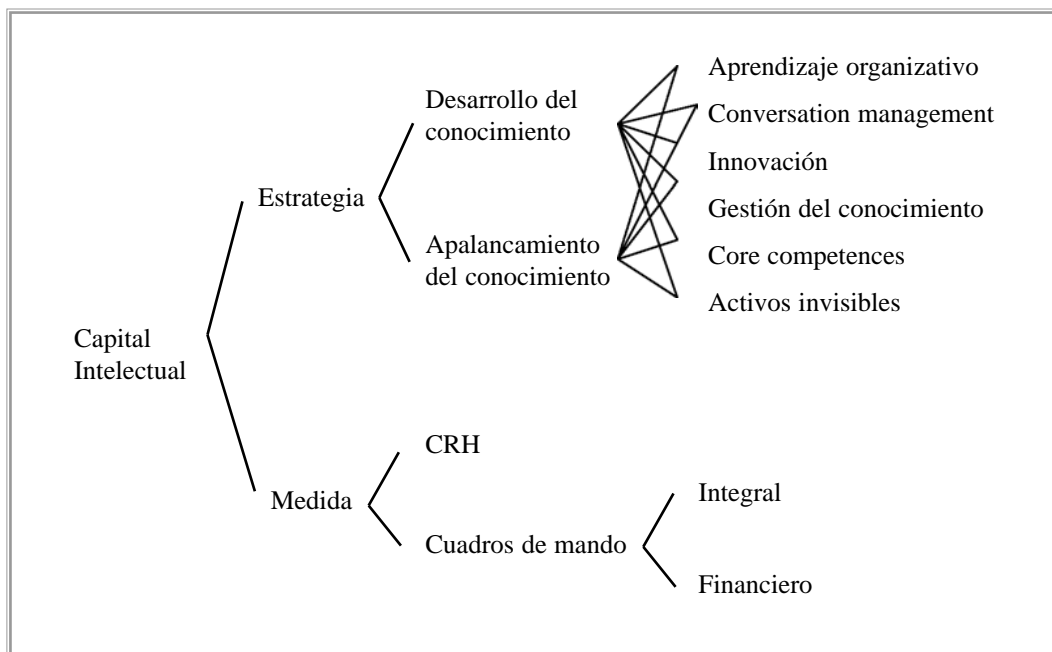 Aprendizaje organizativo
Desarrollo del
conocimiento
Conversation management
Innovación
Estrategia
Gestión del conocimiento
Apalancamiento
del conocimiento
Core competences
Activos invisibles
Capital
Intelectual
CRH
Medida
Integral
Cuadros de mando
Financiero